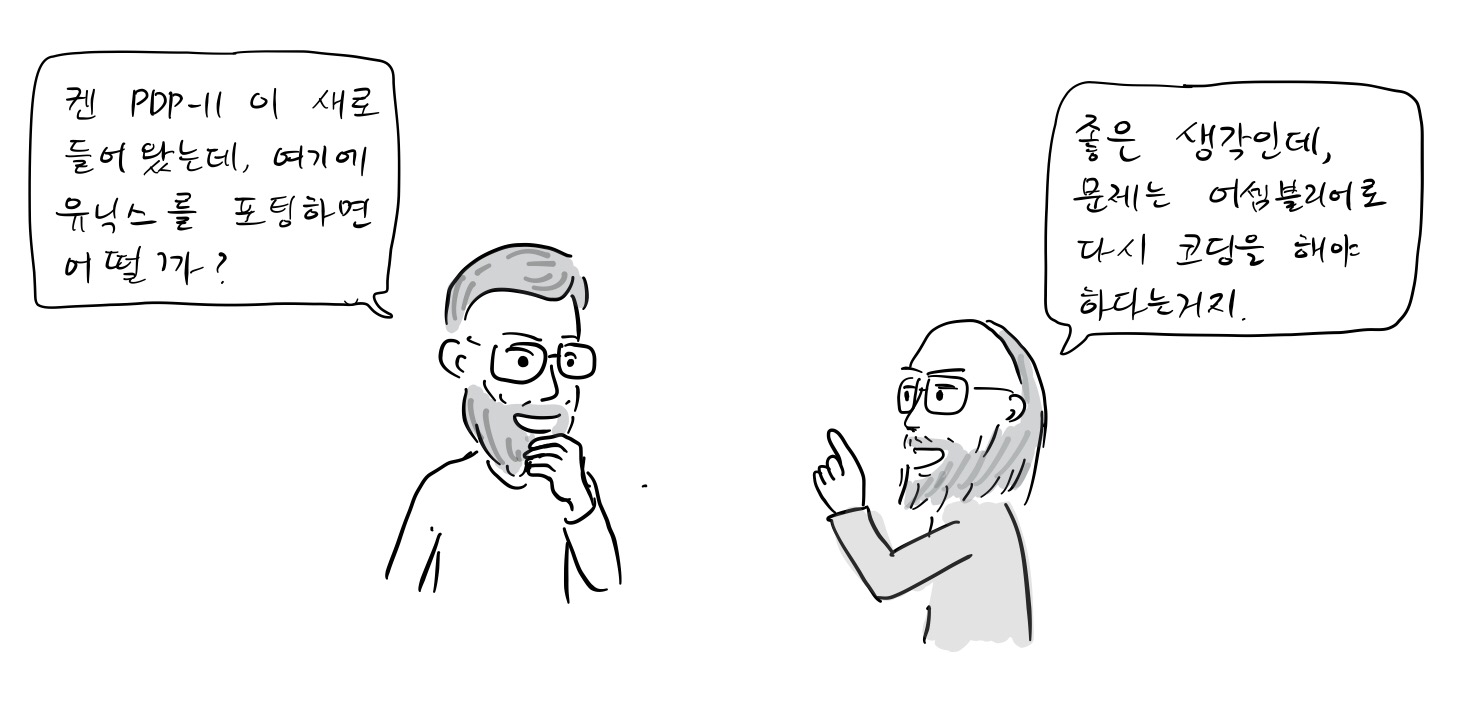 켄 PDP-11 이 새로
들어 왔는데, 여기에
유닉스를 포팅하면
어떨까?
좋은 생각인데,
문제는 어셈블리어로
다시 코딩을 해야
하다는거지.